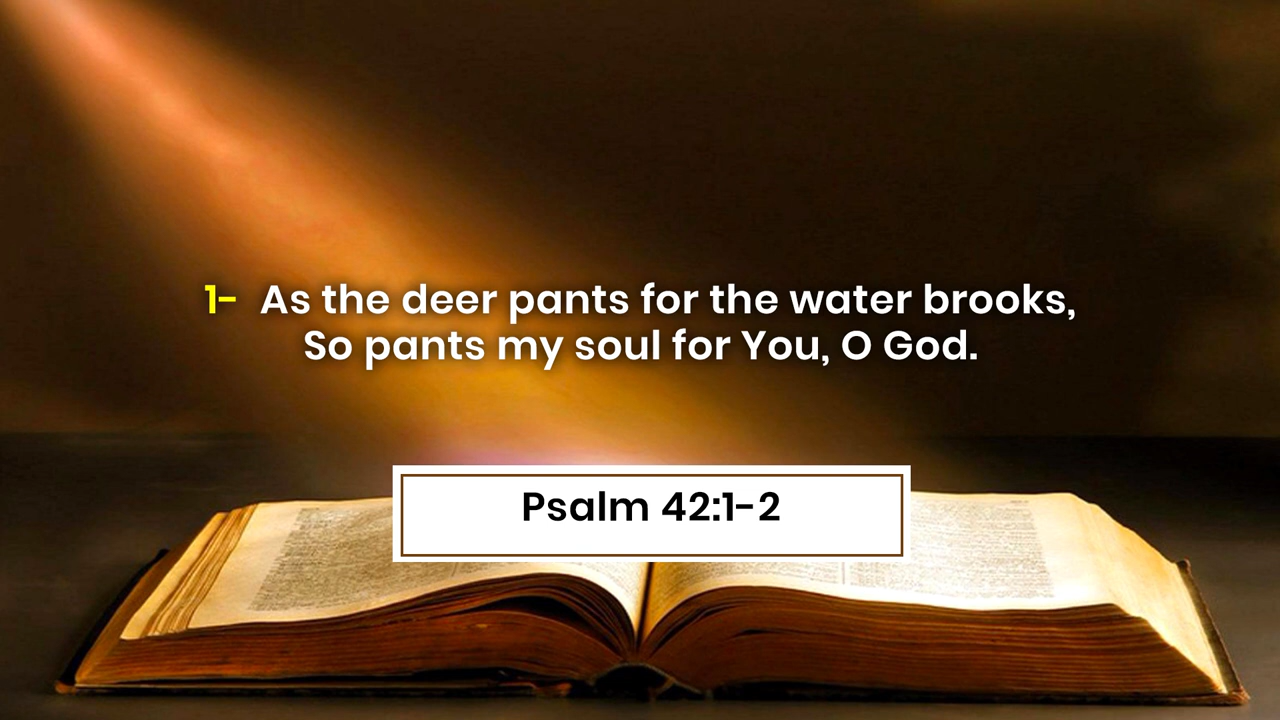 1- As the deer pants for the water brooks,
So pants my soul for You, O God.
Psalm 42:1-2